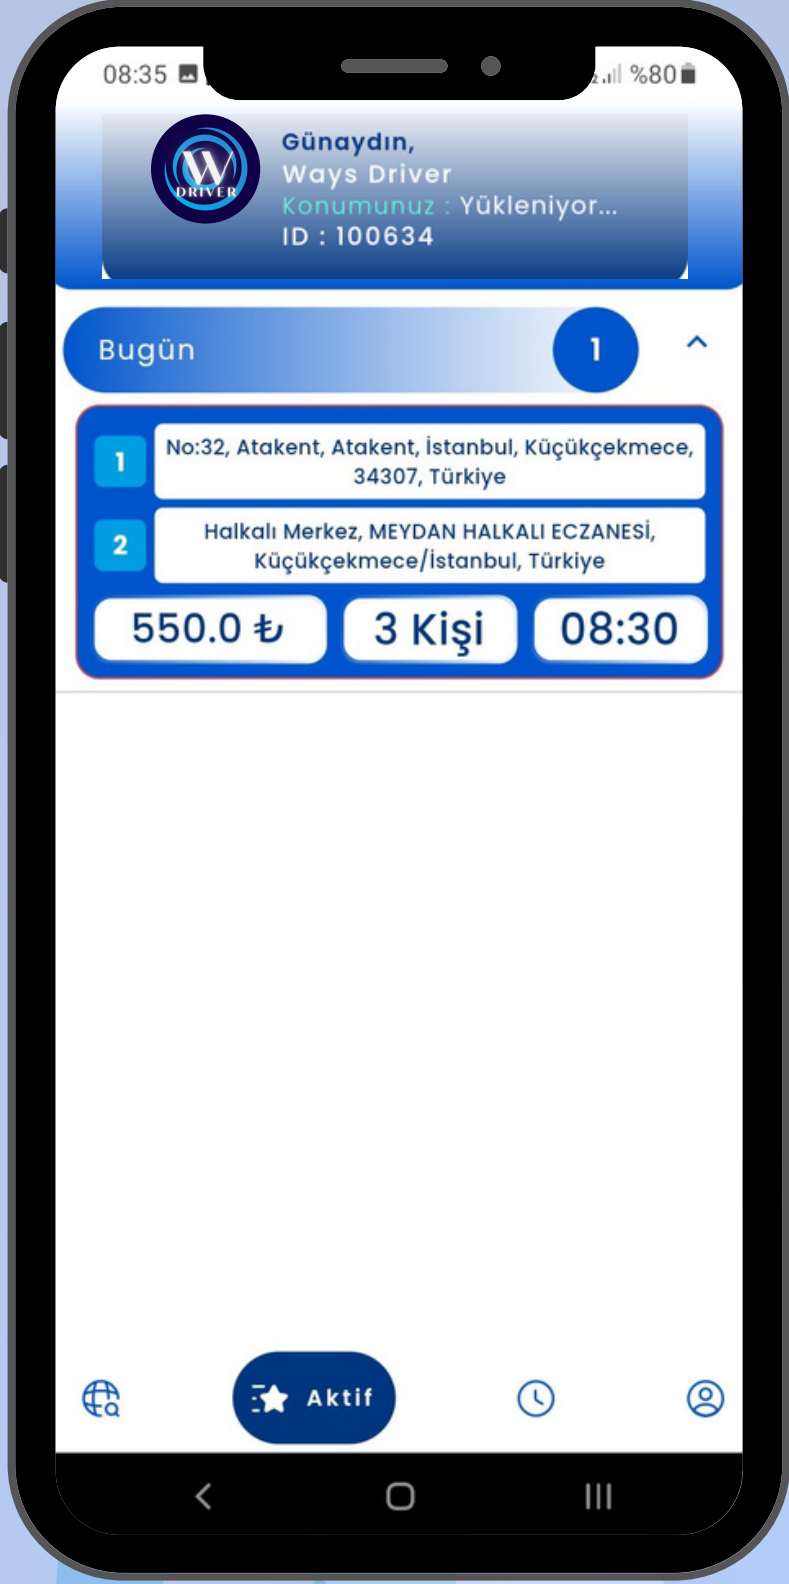 08:35
%80
W
DRIVER
Günaydın,
Ways Driver
Konumunuz : Yükleniyor...
ID : 100634
Bugün
1
1
No:32, Atakent, Atakent, İstanbul, Küçükçekmece,
34307, Türkiye
2
Halkalı Merkez, MEYDAN HALKALI ECZANESİ,
Küçükçekmece/İstanbul, Türkiye
550.0 ₺
3 Kişi
08:30
Aktif